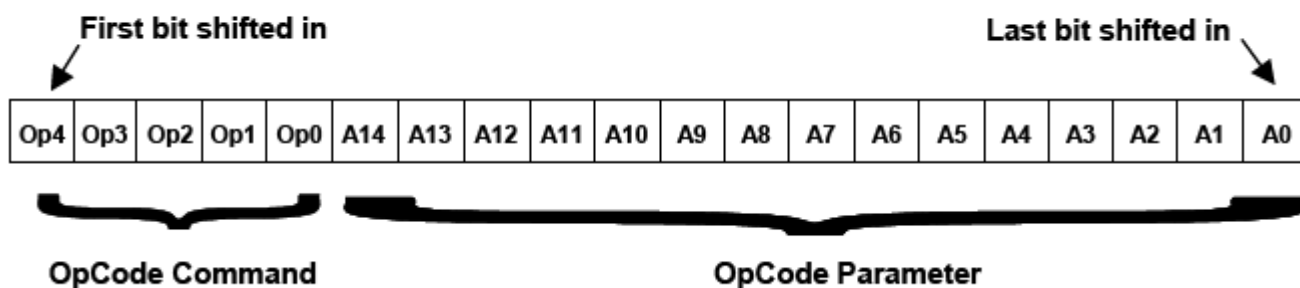 First bit shifted in
Last bit shifted in
Op4 Op3 Op2 Op1 Op0 A14 A13 A12 A11 A10 A9 A8 A7 A6 A5 A4 A3 A2 A1 A0
OpCode Command
OpCode Parameter